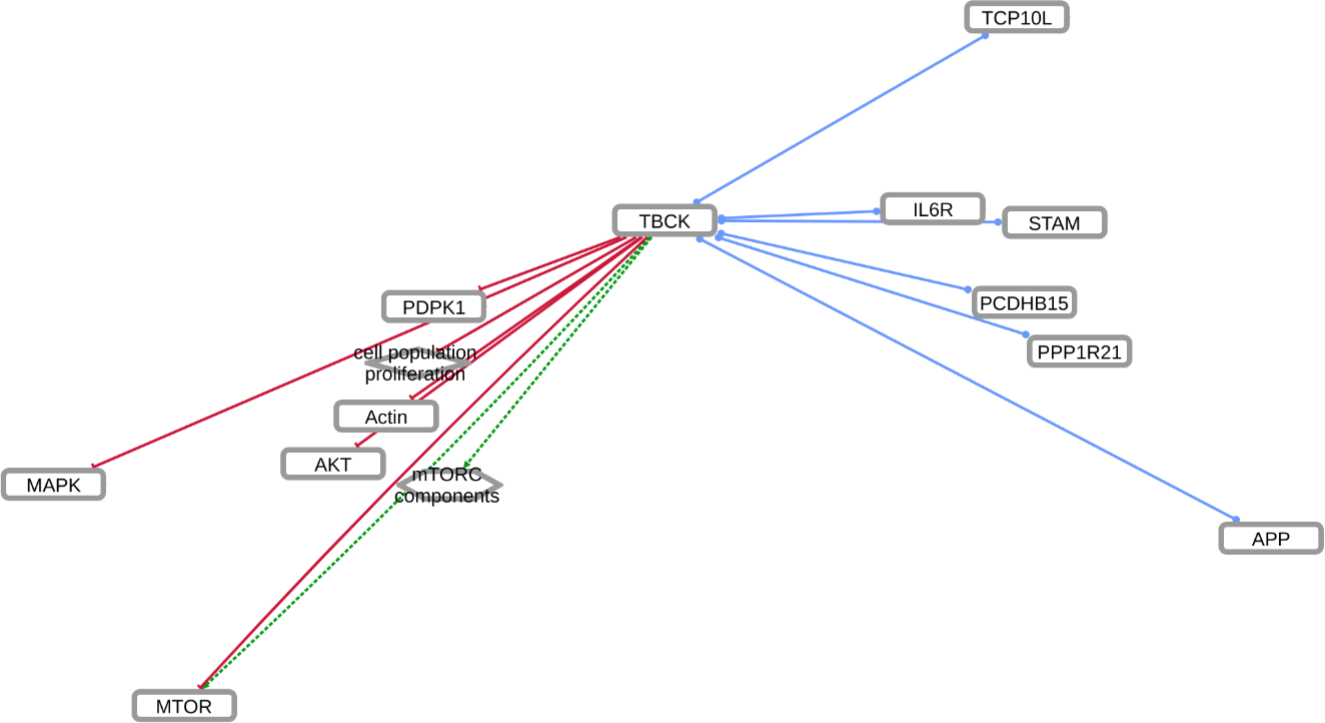 TCP10L
IL6R
TBCK
STAM
PCDHB15
PDPK1
PPP1R21
cell population
proliferation
Actin
AKT
mTORC
components
MAPK
APP
MTOR